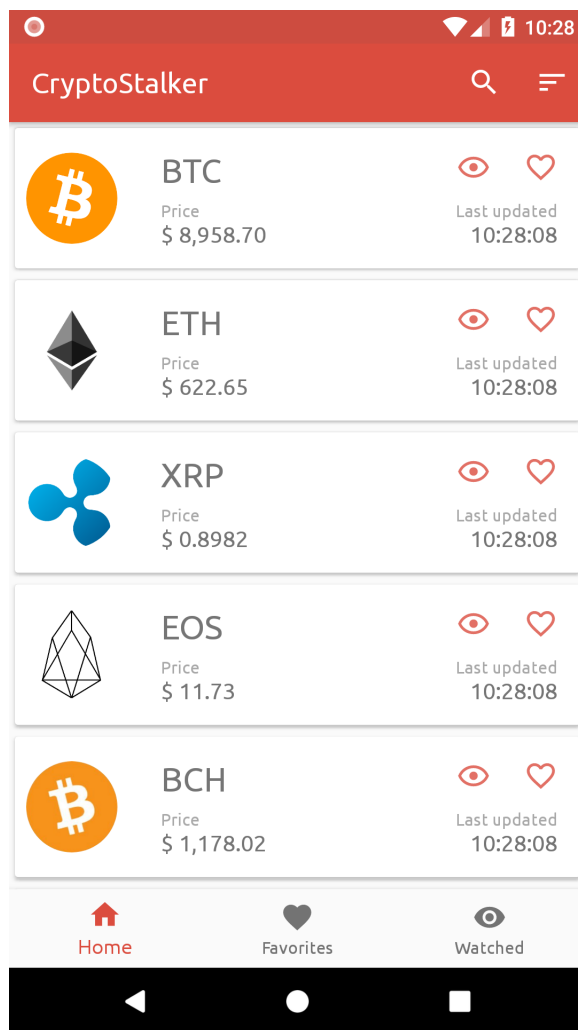 10:28
CryptoStalker
BTC
Price
Last updated
$ 8,958.70
10:28:08
ETH
Price
Last updated
$ 622.65
10:28:08
XRP
Price
Last updated
$ 0.8982
10:28:08
EOS
Price
Last updated
$ 11.73
10:28:08
BCH
Price
Last updated
$ 1,178.02
10:28:08
Home
Favorites
Watched